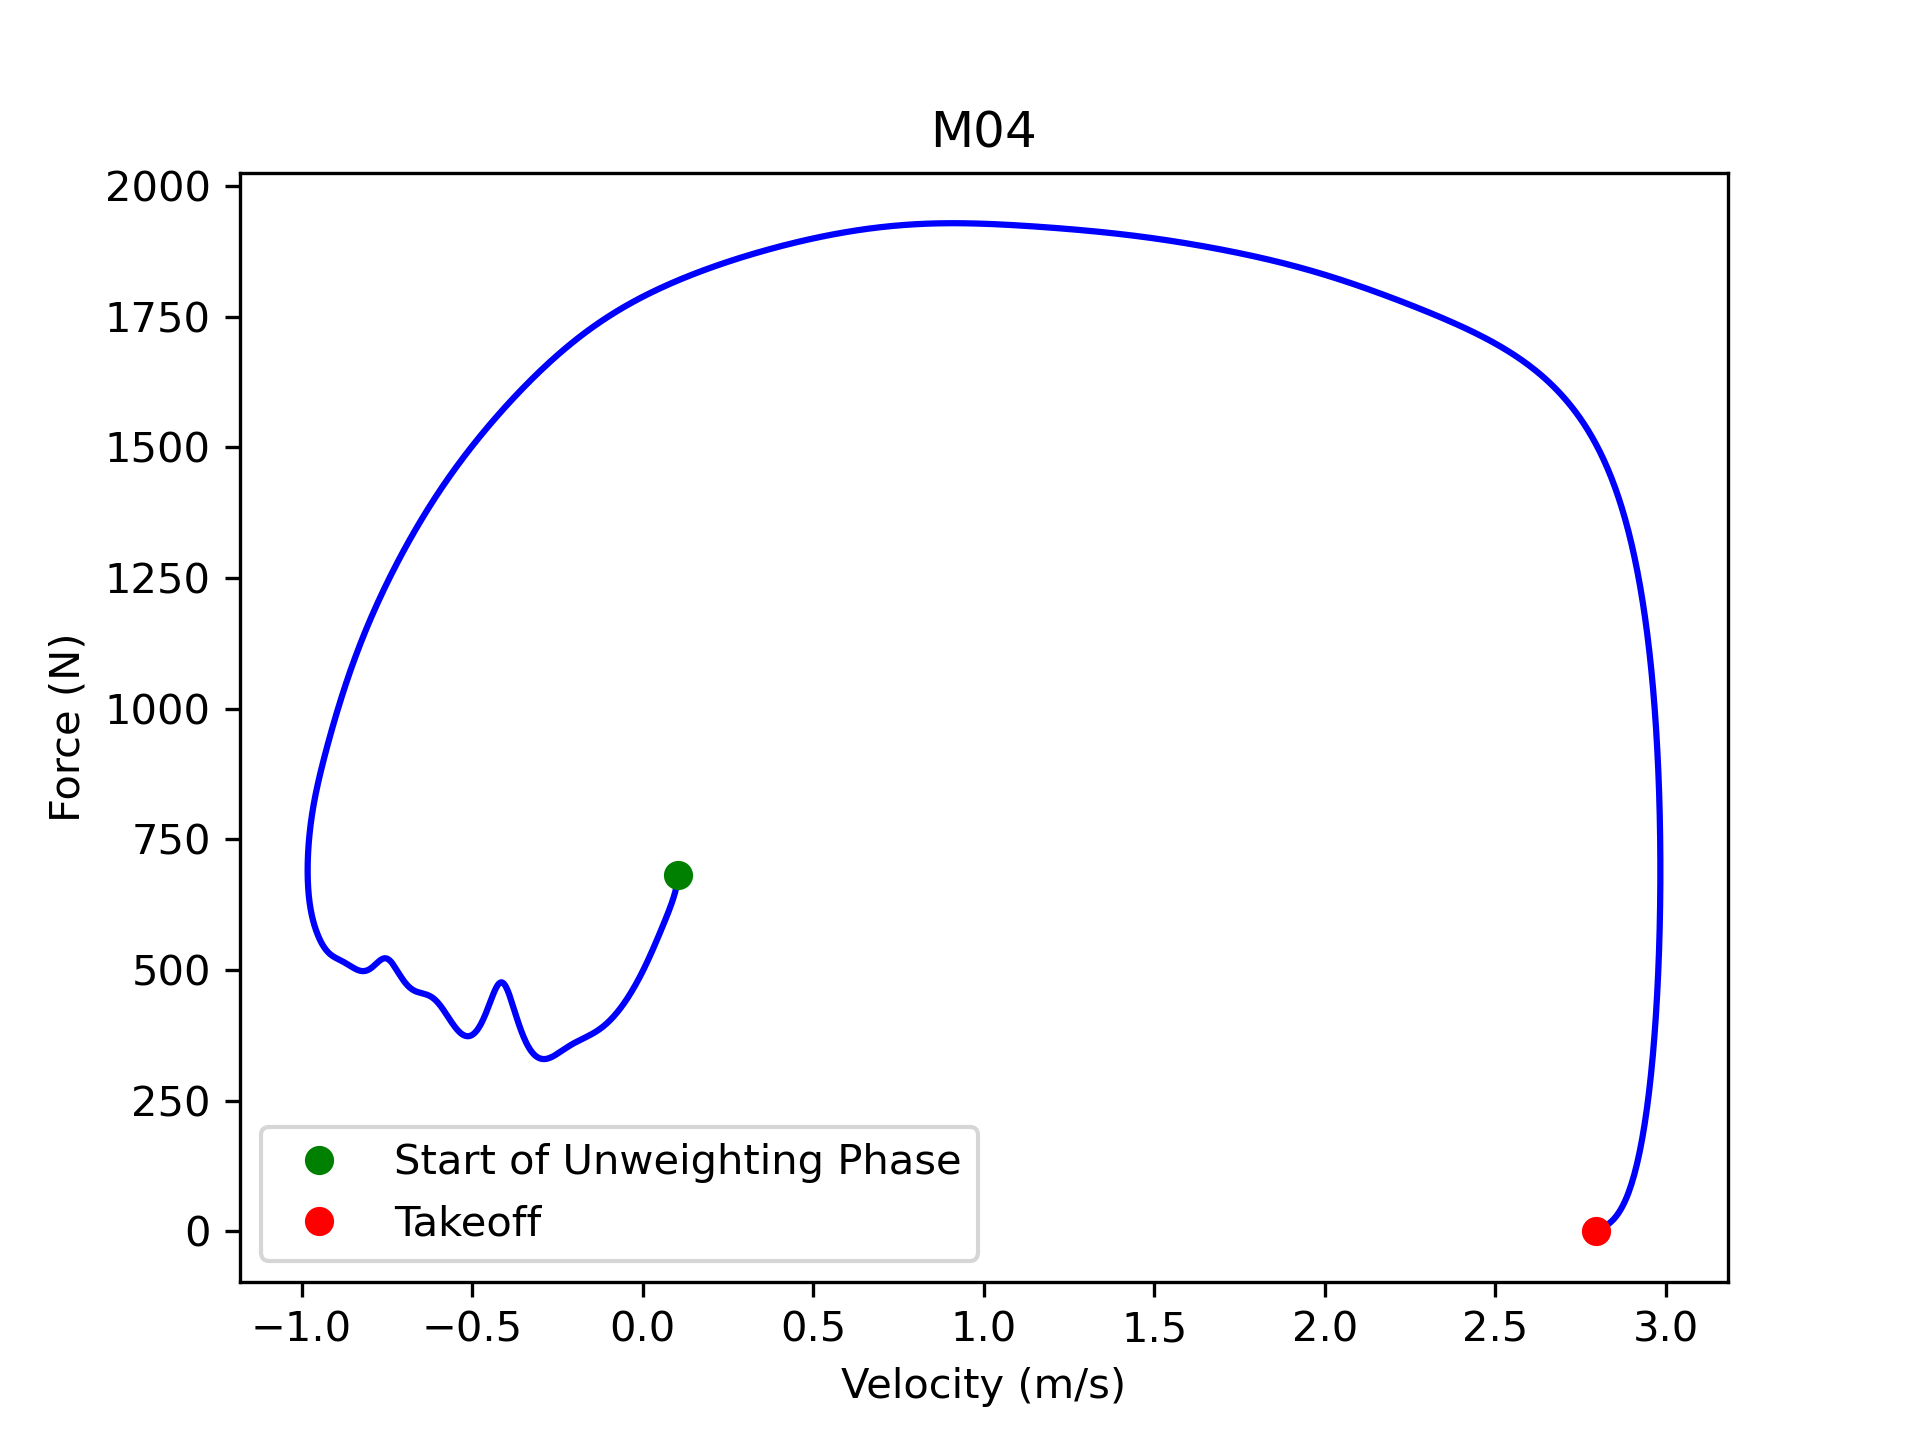 M04
2000
1750
1500
1250
1000
750
500
250
0
Force (N)
Start of Unweighting Phase
Takeoff
−1.0 −0.5 0.0 0.5 1.0 1.5 2.0 2.5 3.0
Velocity (m/s)